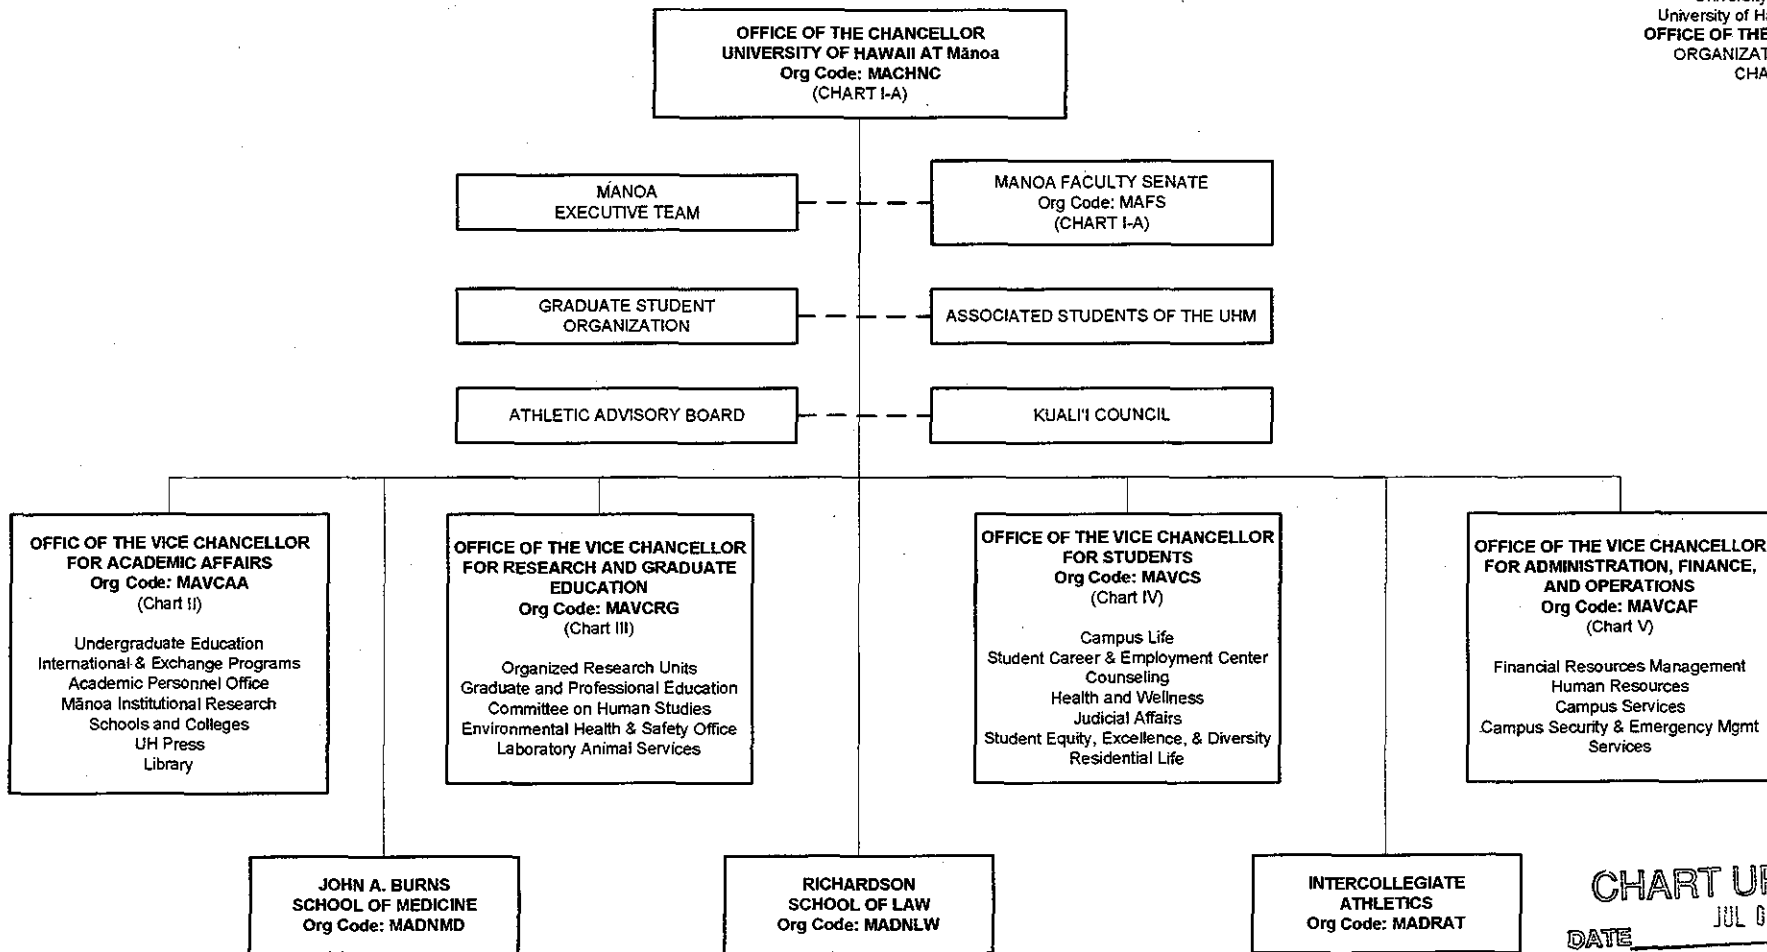 OFFICE OF THE CHANCELLOR
UNIVERSITY OF HAWAII AT Mānoa
Org Code: MACHNC
(CHART I-A)
University
University of
OFFICE OF THE
MANOA
EXECUTIVE TEAM
MANOA FACULTY SENATE
Org Code: MAFS
(CHART I-A)
GRADUATE STUDENT
ORGANIZATION
ASSOCIATED STUDENTS OF THE UHM
ATHLETIC ADVISORY BOARD
KUALI'I COUNCIL
OFFIC OF THE VICE CHANCELLOR
FOR ACADEMIC AFFAIRS
Org Code: MAVCAA
(Chart II)
Undergraduate Education
International & Exchange Programs
Academic Personnel Office
Mānoa Institutional Research
Schools and Colleges
UH Press
Library
OFFICE OF THE VICE CHANCELLOR
FOR RESEARCH AND GRADUATE
EDUCATION
Org Code: MAVCRG
(Chart III)
Organized Research Units
Graduate and Professional Education
Committee on Human Studies
Environmental Health & Safety Office
Laboratory Animal Services
OFFICE OF THE VICE CHANCELLOR
FOR STUDENTS
Org Code: MAVCS
(Chart IV)
Campus Life
Student Career & Employment Center
Counseling
Health and Wellness
Judicial Affairs
Student Equity, Excellence, & Diversity
Residential Life
OFFICE OF THE VICE CHANCELLOR
FOR ADMINISTRATION, FINANCE,
AND OPERATIONS
Org Code: MAVCAF
(Chart V)
Financial Resources Management
Human Resources
Campus Services
Campus Security & Emergency Mgmt
Services
JOHN A. BURNS
SCHOOL OF MEDICINE
Org Code: MADNMD
RICHARDSON
SCHOOL OF LAW
Org Code: MADNLW
INTERCOLLEGIATE
ATHLETICS
Org Code: MADRAT
CHART
JUL
DATE